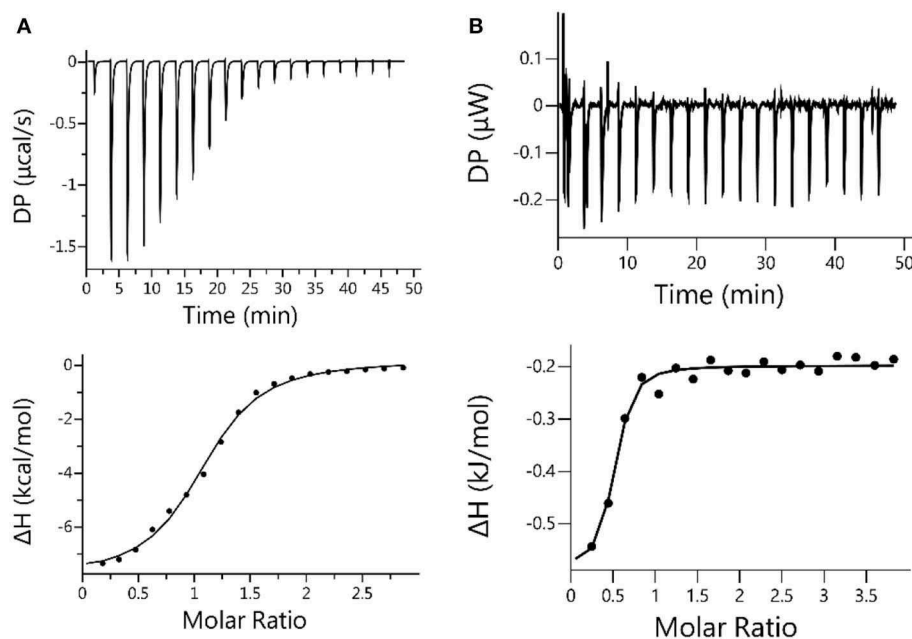 A
0
-0.5
-1
-1.5
DP (μcal/s)
0 5 10 15 20 25 30 35 40 45 50
Time (min)
0
-2
-4
-6
ΔH (kcal/mol)
0 0.5 1 1.5 2 2.5
Molar Ratio
B
0.1
0
-0.1
-0.2
DP (μW)
0 10 20 30 40 50
Time (min)
-0.2
-0.3
-0.4
-0.5
ΔH (kJ/mol)
0 0.5 1 1.5 2 2.5 3 3.5
Molar Ratio